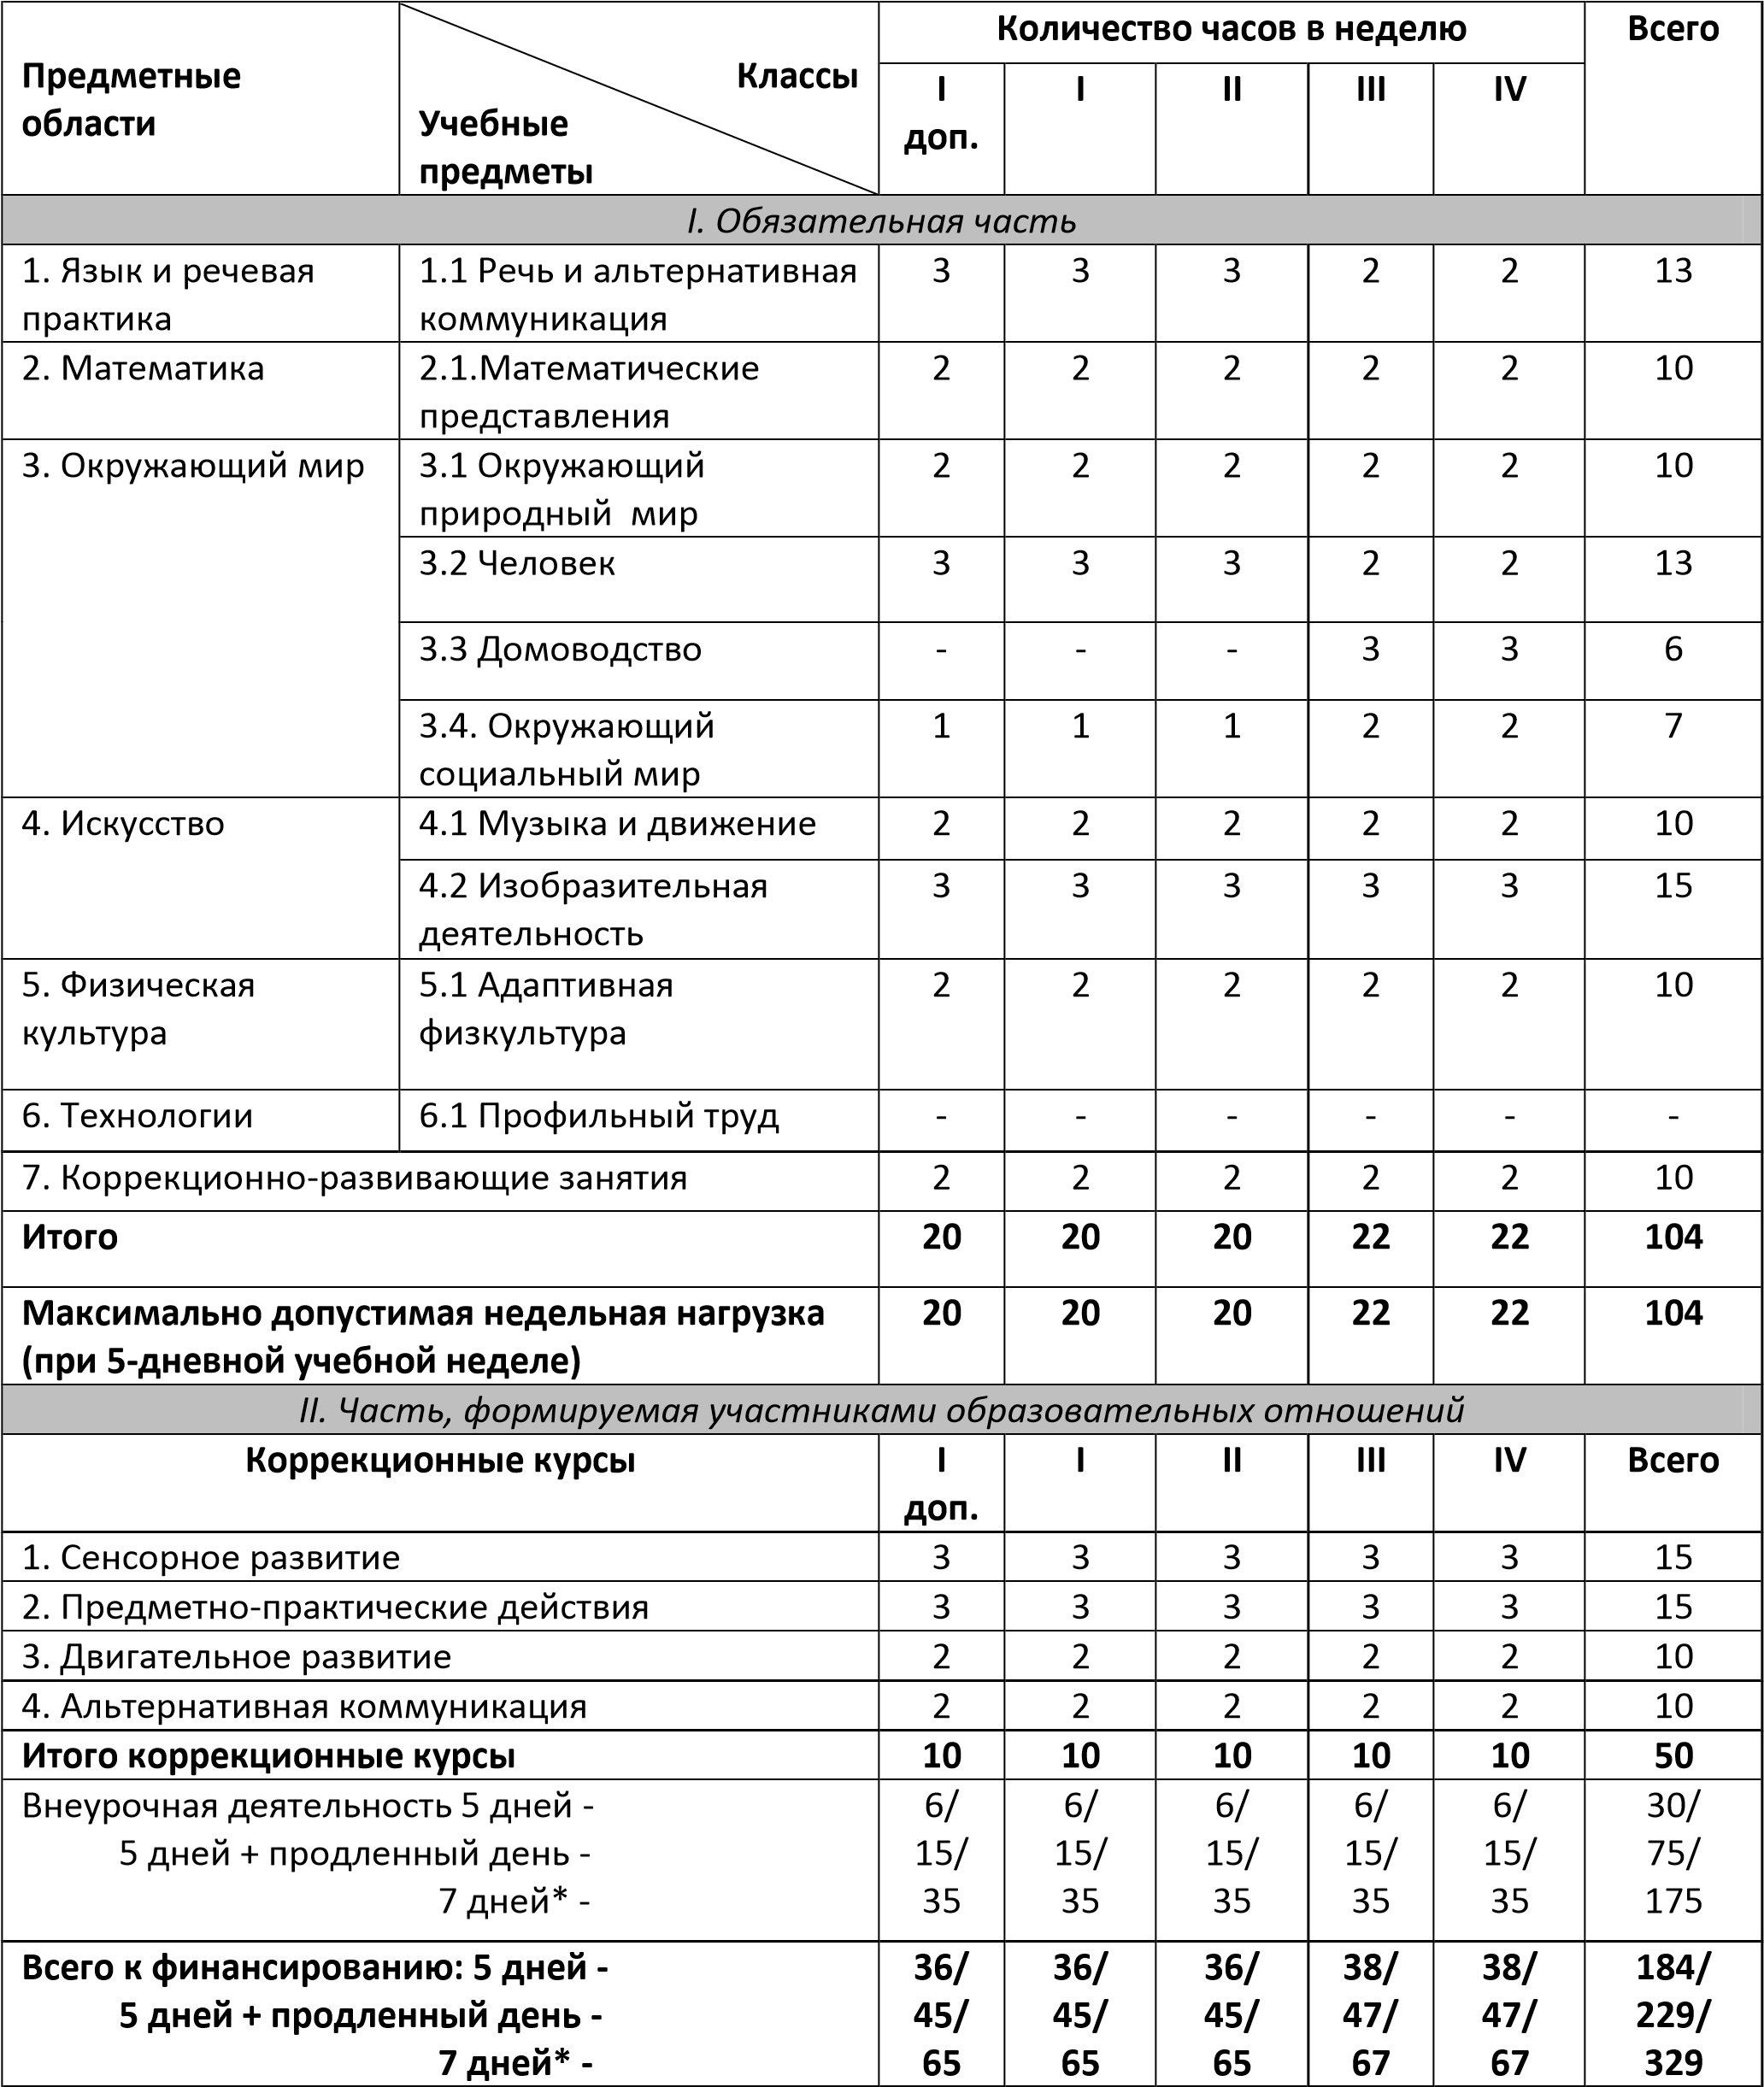 Предметные области
Классы
Учебные предметы
Количество часов в неделю
Всего
I доп.
I
II
III
IV
I. Обязательная часть
1. Язык и речевая
практика
1.1 Речь и альтернативная
коммуникация
3 3 3 2 2 13
2. Математика
2.1.Математические
представления
2 2 2 2 2 10
3. Окружающий мир
3.1 Окружающий
природный  мир
2 2 2 2 2 10
3.2 Человек
3 3 3 2 2 13
3.3 Домоводство
- - - 3 3 6
3.4. Окружающий
социальный мир
1 1 1 2 2 7
4. Искусство
4.1 Музыка и движение
2 2 2 2 2 10
4.2 Изобразительная
деятельность
3 3 3 3 3 15
5. Физическая
культура
5.1 Адаптивная
физкультура
2 2 2 2 2 10
6. Технологии
6.1 Профильный труд
- - - - - -
7. Коррекционно-развивающие занятия
2 2 2 2 2 10
Итого
20 20 20 22 22 104
Максимально допустимая недельная нагрузка
(при 5-дневной учебной неделе)
20 20 20 22 22 104
II. Часть, формируемая участниками образовательных отношений
Коррекционные курсы
I доп.
I
II
III
IV
Всего
1. Сенсорное развитие 3 3 3 3 3 15
2. Предметно-практические действия 3 3 3 3 3 15
3. Двигательное развитие 2 2 2 2 2 10
4. Альтернативная коммуникация 2 2 2 2 2 10
Итого коррекционные курсы 10 10 10 10 10 50
Внеурочная деятельность 5 дней - 6/ 6/ 6/ 6/ 6/ 30/
5 дней + продленный день - 15/ 15/ 15/ 15/ 15/ 75/
7 дней* - 35 35 35 35 35 175
Всего к финансированию: 5 дней - 36/ 36/ 36/ 38/ 38/ 184/
5 дней + продленный день - 45/ 45/ 45/ 47/ 47/ 229/
7 дней* - 65 65 65 67 67 329